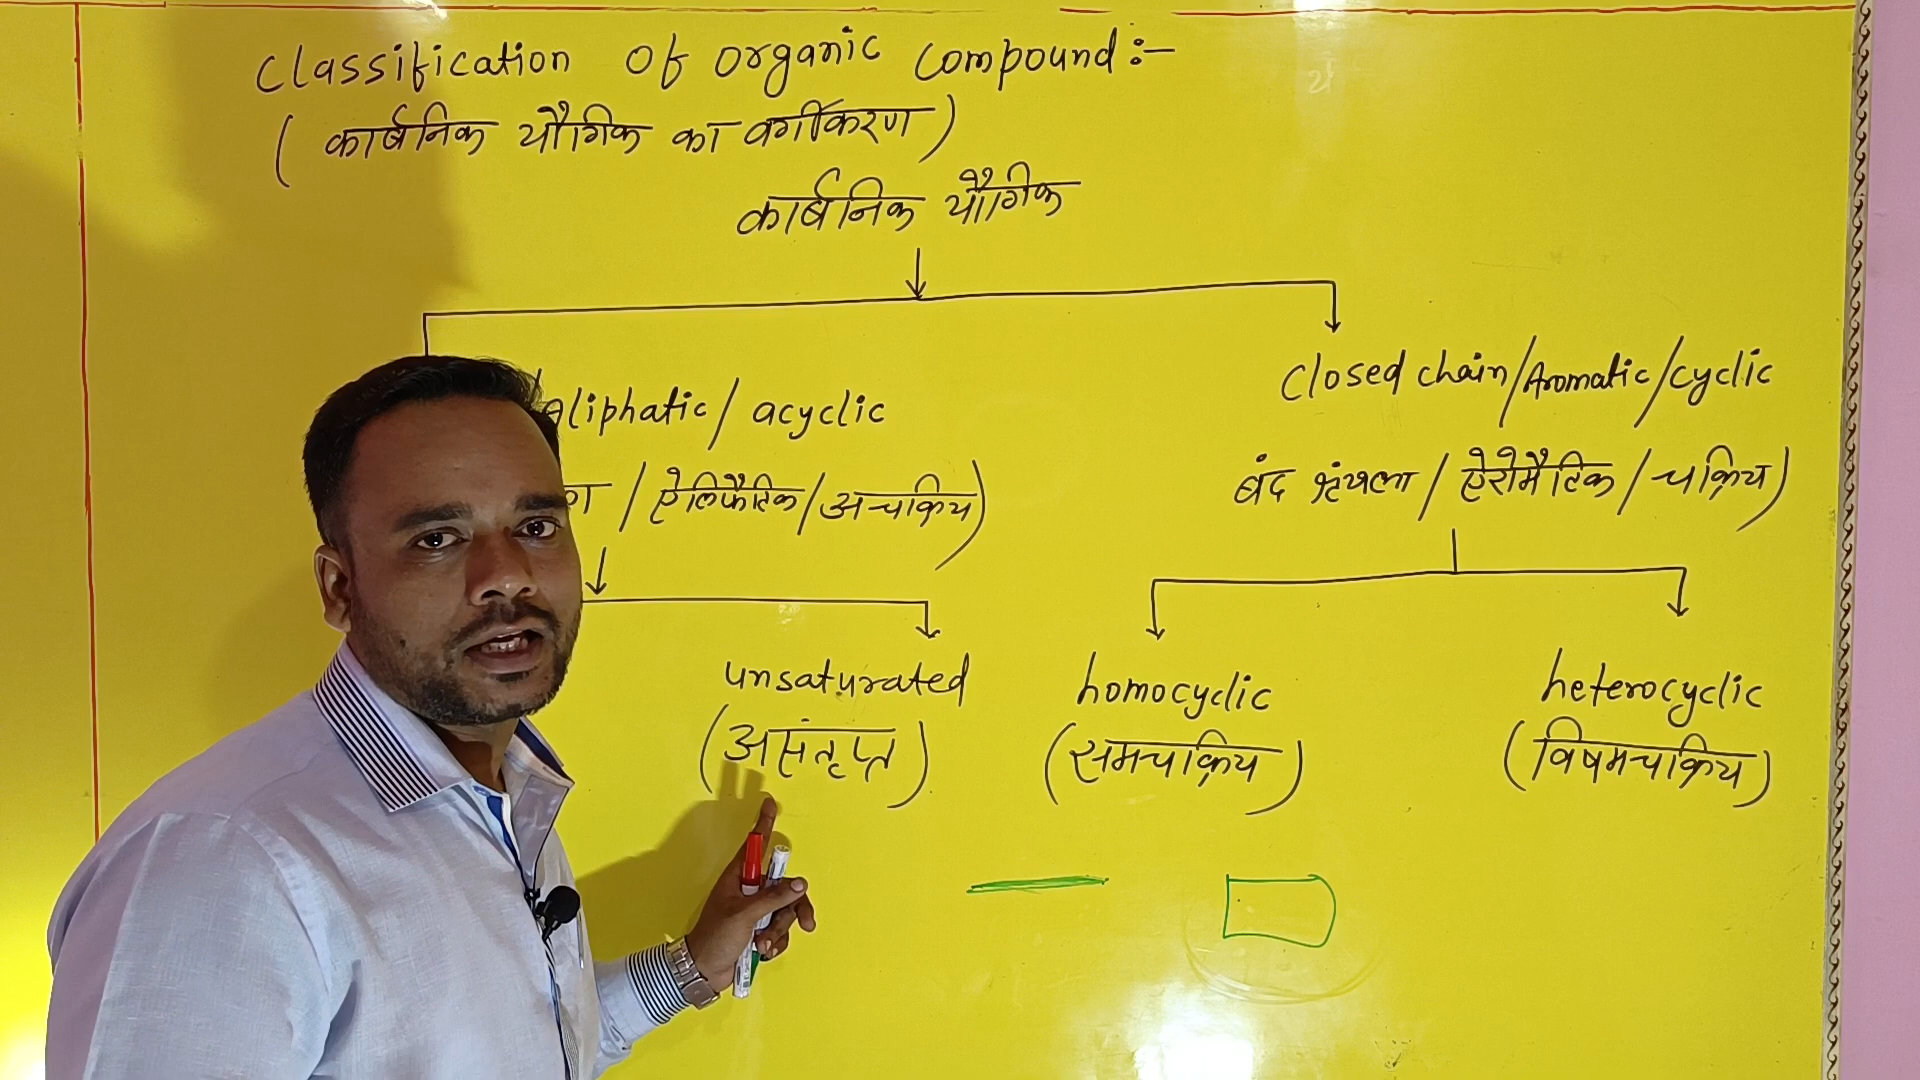 Classification of organic compound:-
(कार्बनिक यौगिक का वर्गीकरण)
कार्बनिक यौगिक
Aliphatic/ acyclic
Closed chain/Aromatic/cyclic
/ ऐलिफैटिक/अचक्रिय)
बंद श्रृंखला / ऐरोमैटिक / चक्रिय)
unsaturated
homocyclic
heterocyclic
(असंतृप्त)
(समचक्रिय)
(विषमचक्रिय)